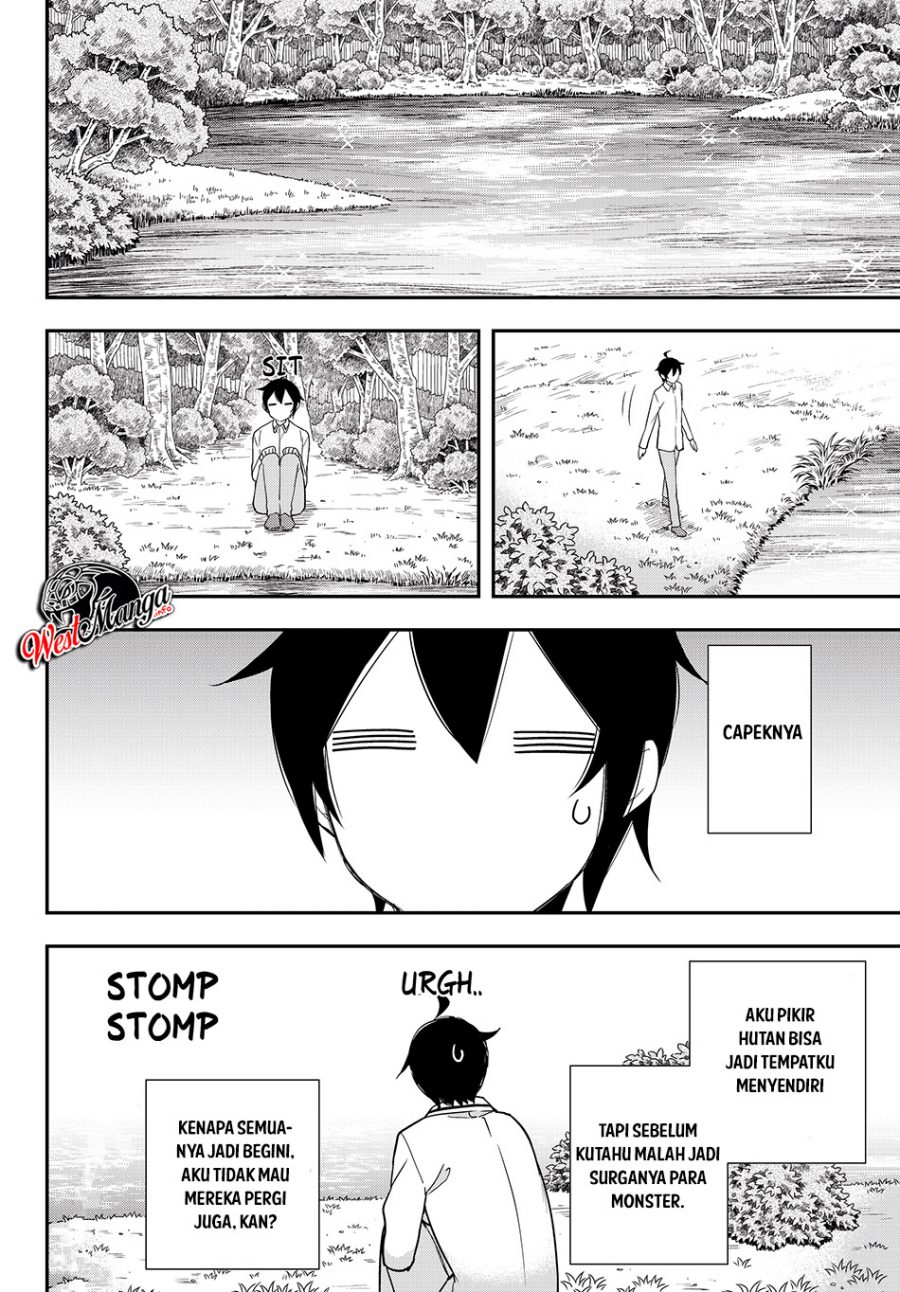 SIT
WestManga
.info
CAPEKNYA
STOMP
STOMP
URGH..
AKU PIKIR
HUTAN BISA
JADI TEMPATKU
MENYENDIRI
TAPI SEBELUM
KUTAHU MALAH JADI
SURGANYA PARA
MONSTER.
KENAPA SEMUA-
NYA JADI BEGINI,
AKU TIDAK MAU
MEREKA PERGI
JUGA, KAN?